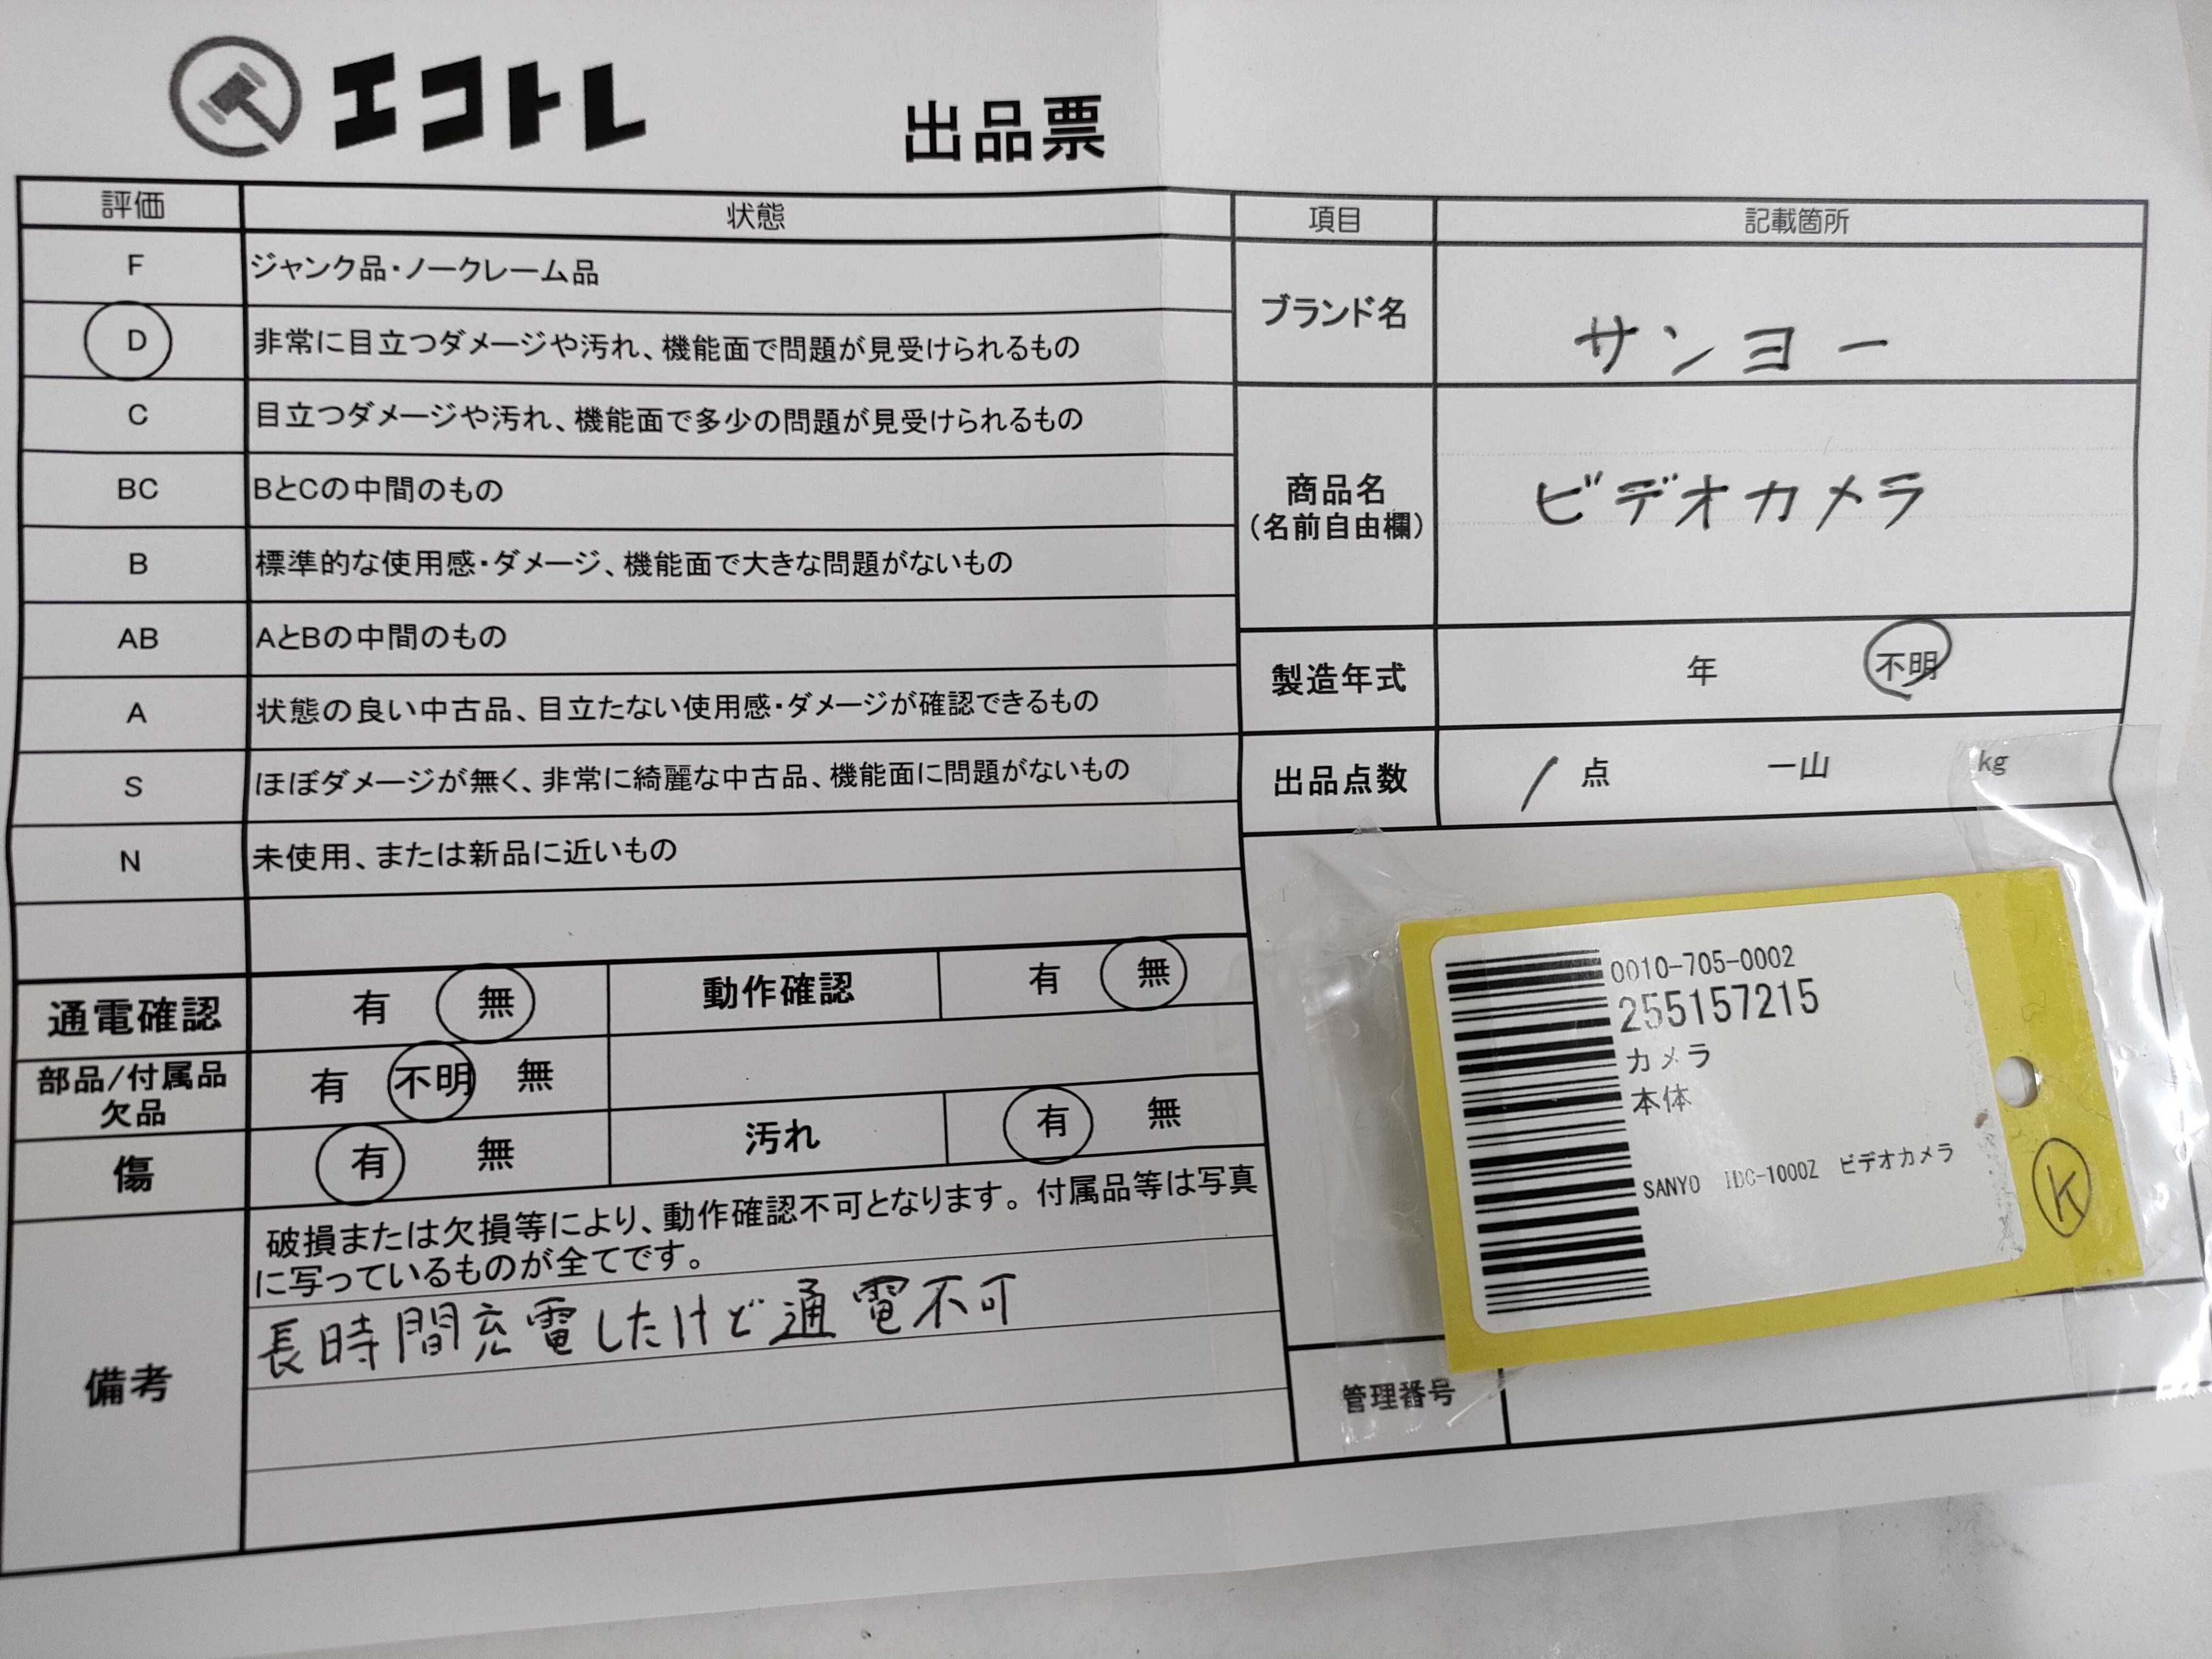 エコトレ
出品票
評価 状態
F ジャンク品・ノークレーム品
D 非常に目立つダメージや汚れ、機能面で問題が見受けられるもの
C 目立つダメージや汚れ、機能面で多少の問題が見受けられるもの
BC BとCの中間のもの
B 標準的な使用感・ダメージ、機能面で大きな問題がないもの
AB AとBの中間のもの
A 状態の良い中古品、目立たない使用感・ダメージが確認できるもの
S ほぼダメージが無く、非常に綺麗な中古品、機能面に問題がないもの
N 未使用、または新品に近いもの
通電確認 有 無 動作確認 有 無
部品/付属品
欠品 有 不明 無
傷 有 無 汚れ 有 無
備考
破損または欠損等により、動作確認不可となります。付属品等は写真
に写っているものが全てです。
長時間充電したけど通電不可
項目 記載箇所
ブランド名 サンヨー
商品名
(名前自由欄)
ビデオカメラ
製造年式 年 不明
出品点数 1 点 一山 kg
0010-705-0002
255157215
カメラ
本体
SANYO IDC-1000Z ビデオカメラ
K
管理番号